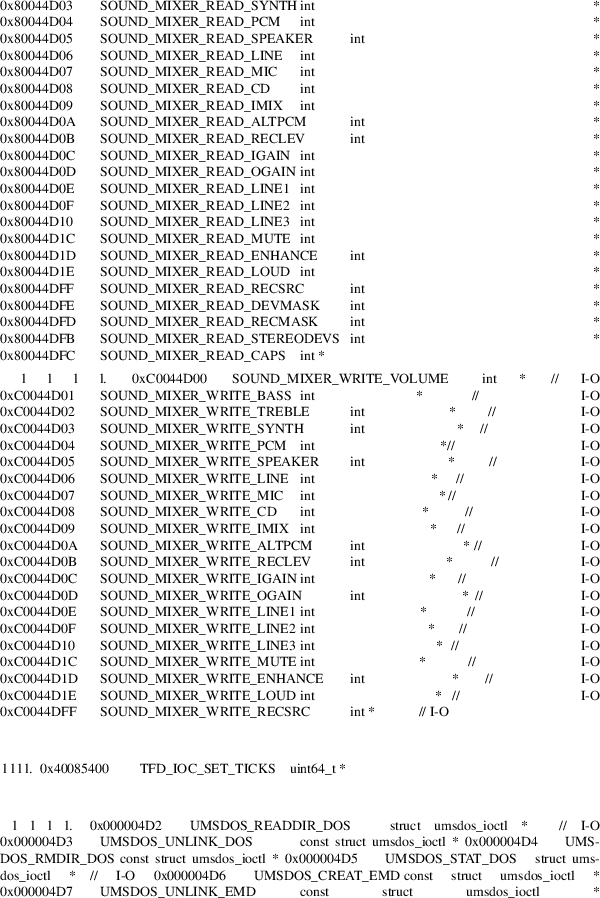 0x80044D03 SOUND_MIXER_READ_SYNTH int *
0x80044D04 SOUND_MIXER_READ_PCM int *
0x80044D05 SOUND_MIXER_READ_SPEAKER int *
0x80044D06 SOUND_MIXER_READ_LINE int *
0x80044D07 SOUND_MIXER_READ_MIC int *
0x80044D08 SOUND_MIXER_READ_CD int *
0x80044D09 SOUND_MIXER_READ_IMIX int *
0x80044D0A SOUND_MIXER_READ_ALTPCM int *
0x80044D0B SOUND_MIXER_READ_RECLEV int *
0x80044D0C SOUND_MIXER_READ_IGAIN int *
0x80044D0D SOUND_MIXER_READ_OGAIN int *
0x80044D0E SOUND_MIXER_READ_LINE1 int *
0x80044D0F SOUND_MIXER_READ_LINE2 int *
0x80044D10 SOUND_MIXER_READ_LINE3 int *
0x80044D1C SOUND_MIXER_READ_MUTE int *
0x80044D1D SOUND_MIXER_READ_ENHANCE int *
0x80044D1E SOUND_MIXER_READ_LOUD int *
0x80044DFF SOUND_MIXER_READ_RECSRC int *
0x80044DFE SOUND_MIXER_READ_DEVMASK int *
0x80044DFD SOUND_MIXER_READ_RECMASK int *
0x80044DFB SOUND_MIXER_READ_STEREODEVS int *
0x80044DFC SOUND_MIXER_READ_CAPS int *
l l l l. 0xC0044D00 SOUND_MIXER_WRITE_VOLUME int * // I-O
0xC0044D01 SOUND_MIXER_WRITE_BASS int * // I-O
0xC0044D02 SOUND_MIXER_WRITE_TREBLE int * // I-O
0xC0044D03 SOUND_MIXER_WRITE_SYNTH int * // I-O
0xC0044D04 SOUND_MIXER_WRITE_PCM int *// I-O
0xC0044D05 SOUND_MIXER_WRITE_SPEAKER int * // I-O
0xC0044D06 SOUND_MIXER_WRITE_LINE int * // I-O
0xC0044D07 SOUND_MIXER_WRITE_MIC int *// I-O
0xC0044D08 SOUND_MIXER_WRITE_CD int * // I-O
0xC0044D09 SOUND_MIXER_WRITE_IMIX int * // I-O
0xC0044D0A SOUND_MIXER_WRITE_ALTPCM int * // I-O
0xC0044D0B SOUND_MIXER_WRITE_RECLEV int * // I-O
0xC0044D0C SOUND_MIXER_WRITE_IGAIN int * // I-O
0xC0044D0D SOUND_MIXER_WRITE_OGAIN int * // I-O
0xC0044D0E SOUND_MIXER_WRITE_LINE1 int * // I-O
0xC0044D0F SOUND_MIXER_WRITE_LINE2 int * // I-O
0xC0044D10 SOUND_MIXER_WRITE_LINE3 int * // I-O
0xC0044D1C SOUND_MIXER_WRITE_MUTE int * // I-O
0xC0044D1D SOUND_MIXER_WRITE_ENHANCE int * // I-O
0xC0044D1E SOUND_MIXER_WRITE_LOUD int * // I-O
0xC0044DFF SOUND_MIXER_WRITE_RECSRC int * // I-O
l l l l. 0x40085400 TFD_IOC_SET_TICKS uint64_t *
l l l l. 0x000004D2 UMSDOS_READDIR_DOS struct umsdos_ioctl * // I-O
0x000004D3 UMSDOS_UNLINK_DOS const struct umsdos_ioctl * 0x000004D4 UMS-
DOS_RMDIR_DOS const struct umsdos_ioctl * 0x000004D5 UMSDOS_STAT_DOS struct ums-
dos_ioctl * // I-O 0x000004D6 UMSDOS_CREAT_EMD const struct umsdos_ioctl *
0x000004D7 UMSDOS_UNLINK_EMD const struct umsdos_ioctl *